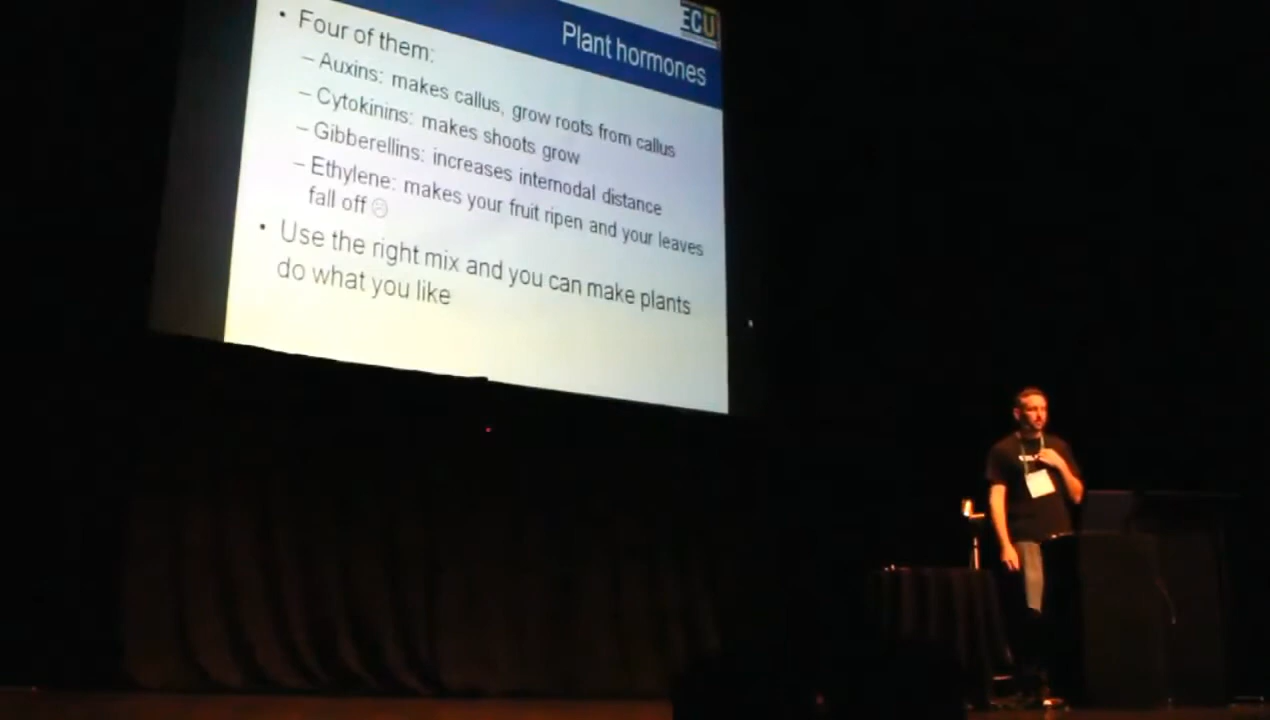 ECU
Plant hormones
• Four of them:
– Auxins: makes callus, grow roots from callus
– Cytokinins: makes shoots grow
– Gibberellins: increases internodal distance
– Ethylene: makes your fruit ripen and your leaves
fall off ☹
• Use the right mix and you can make plants
do what you like